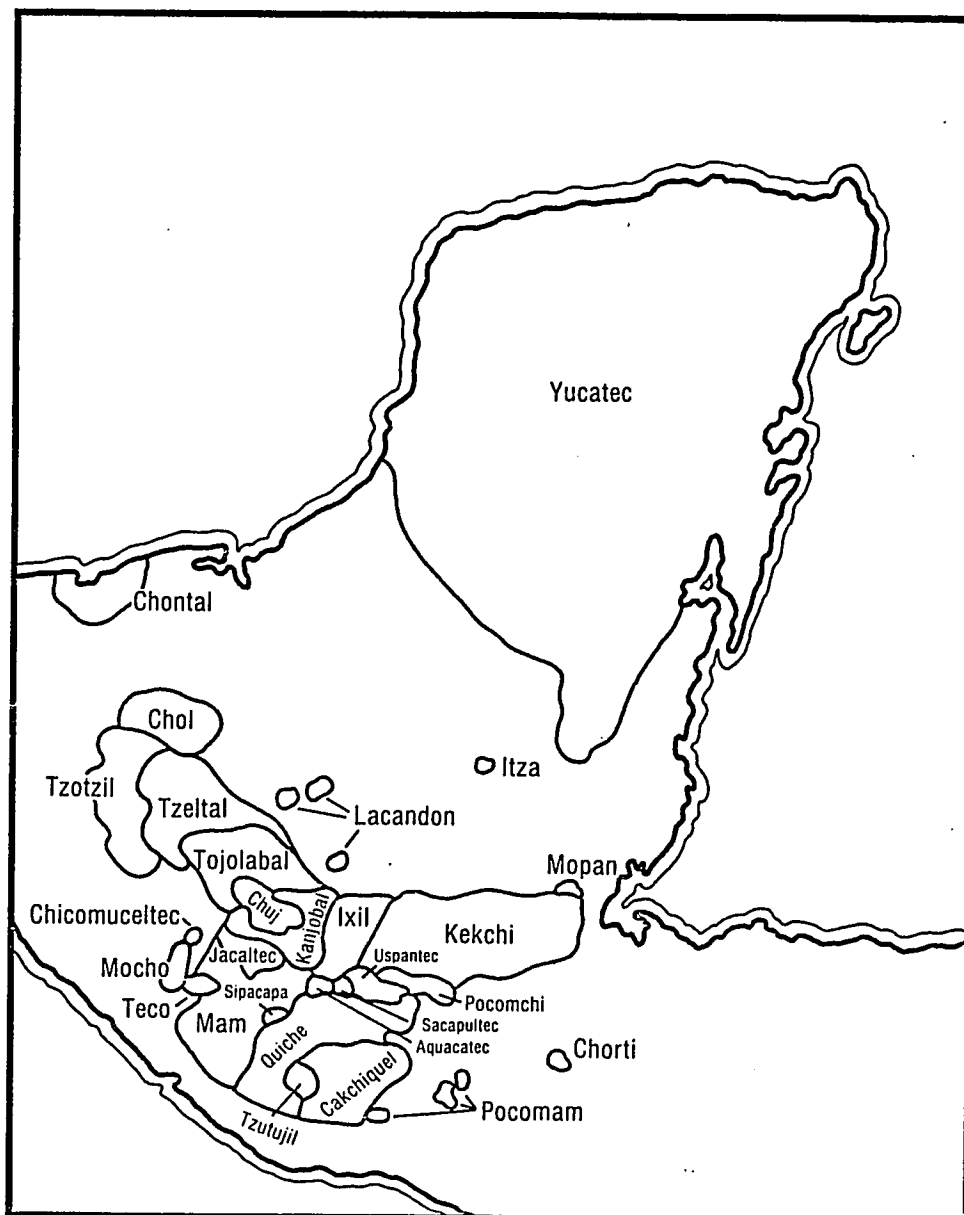 Yucatec
Chontal
Chol
Itza
Tzotzil
Tzeltal
Lacandon
Tojolabal
Mopan
Chuj
Kanjobal
Ixil
Kekchi
Chicomuceltec
Jacaltec
Uspantec
Mocho
Sipacapa
Pocomchi
Teco
Mam
Sacapultec
Quiche
Aquacatec
Chorti
Cakchiquel
Tzutujil
Pocomam